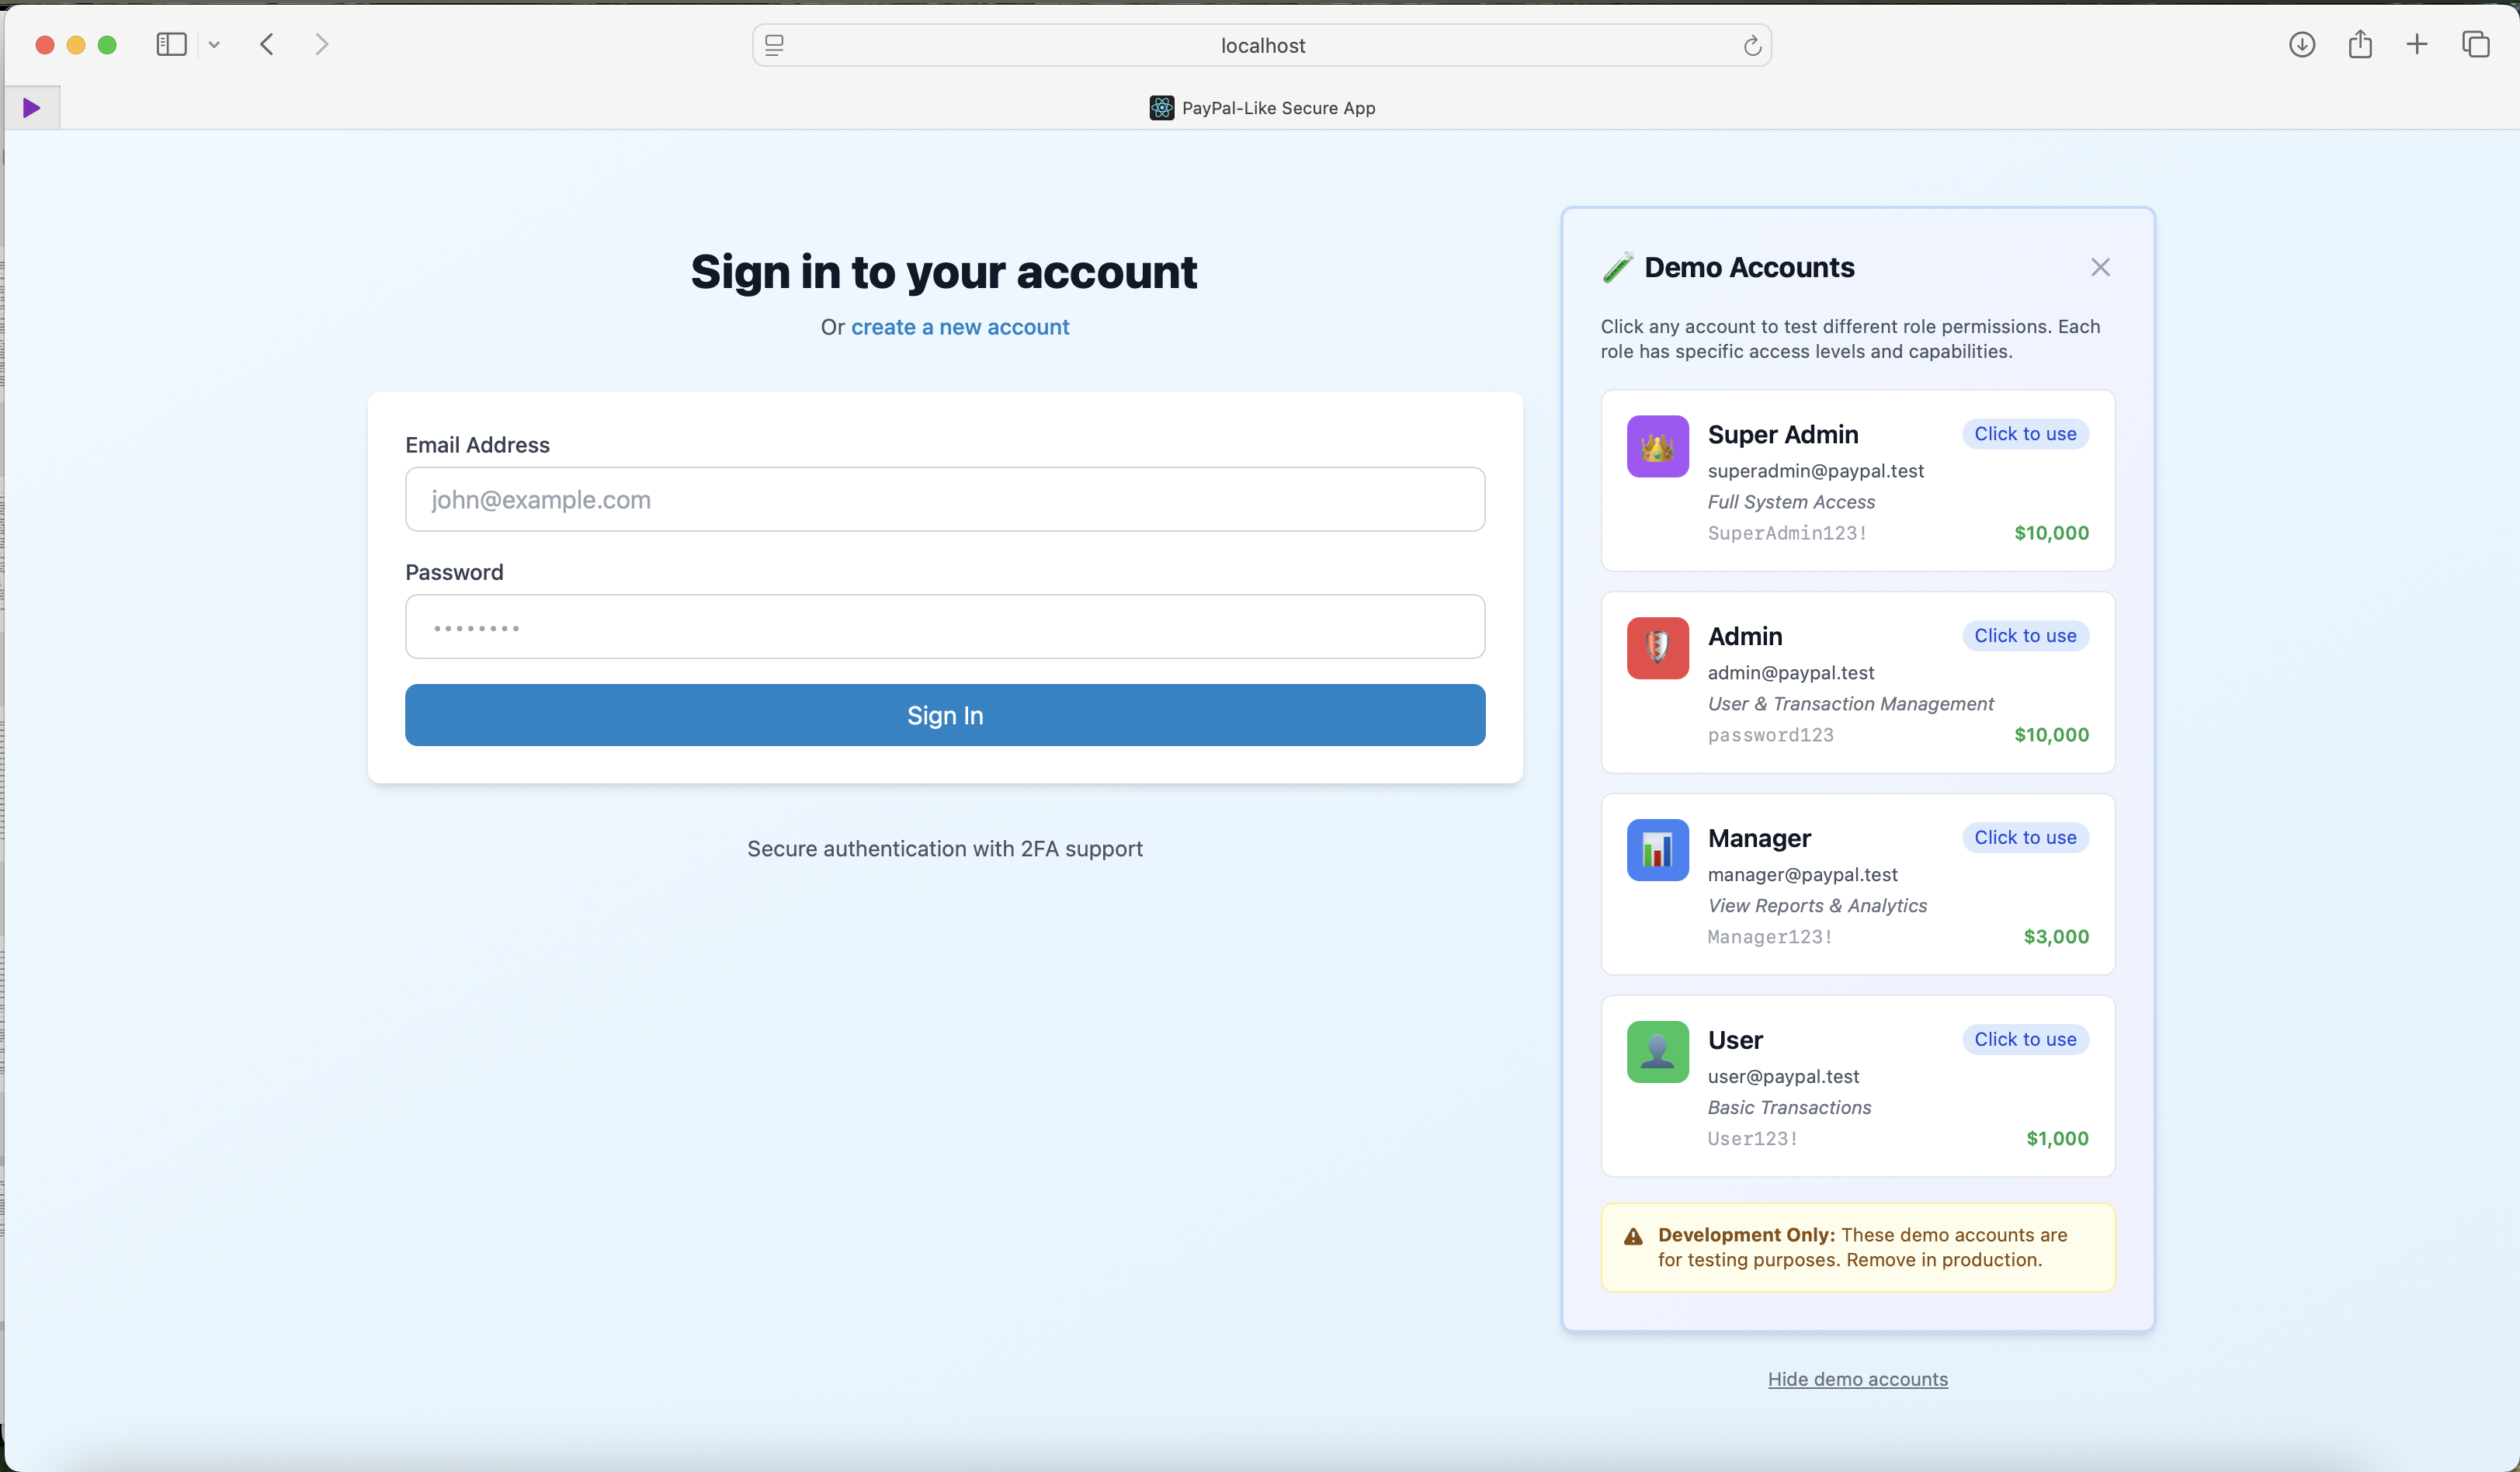 localhost
PayPal-Like Secure App
Sign in to your account
Or create a new account
Email Address
john@example.com
Password
••••••••
Sign In
Secure authentication with 2FA support
Demo Accounts
Click any account to test different role permissions. Each
role has specific access levels and capabilities.
Super Admin
Click to use
superadmin@paypal.test
Full System Access
SuperAdmin123!
$10,000
Admin
Click to use
admin@paypal.test
User & Transaction Management
password123
$10,000
Manager
Click to use
manager@paypal.test
View Reports & Analytics
Manager123!
$3,000
User
Click to use
user@paypal.test
Basic Transactions
User123!
$1,000
Development Only: These demo accounts are
for testing purposes. Remove in production.
Hide demo accounts